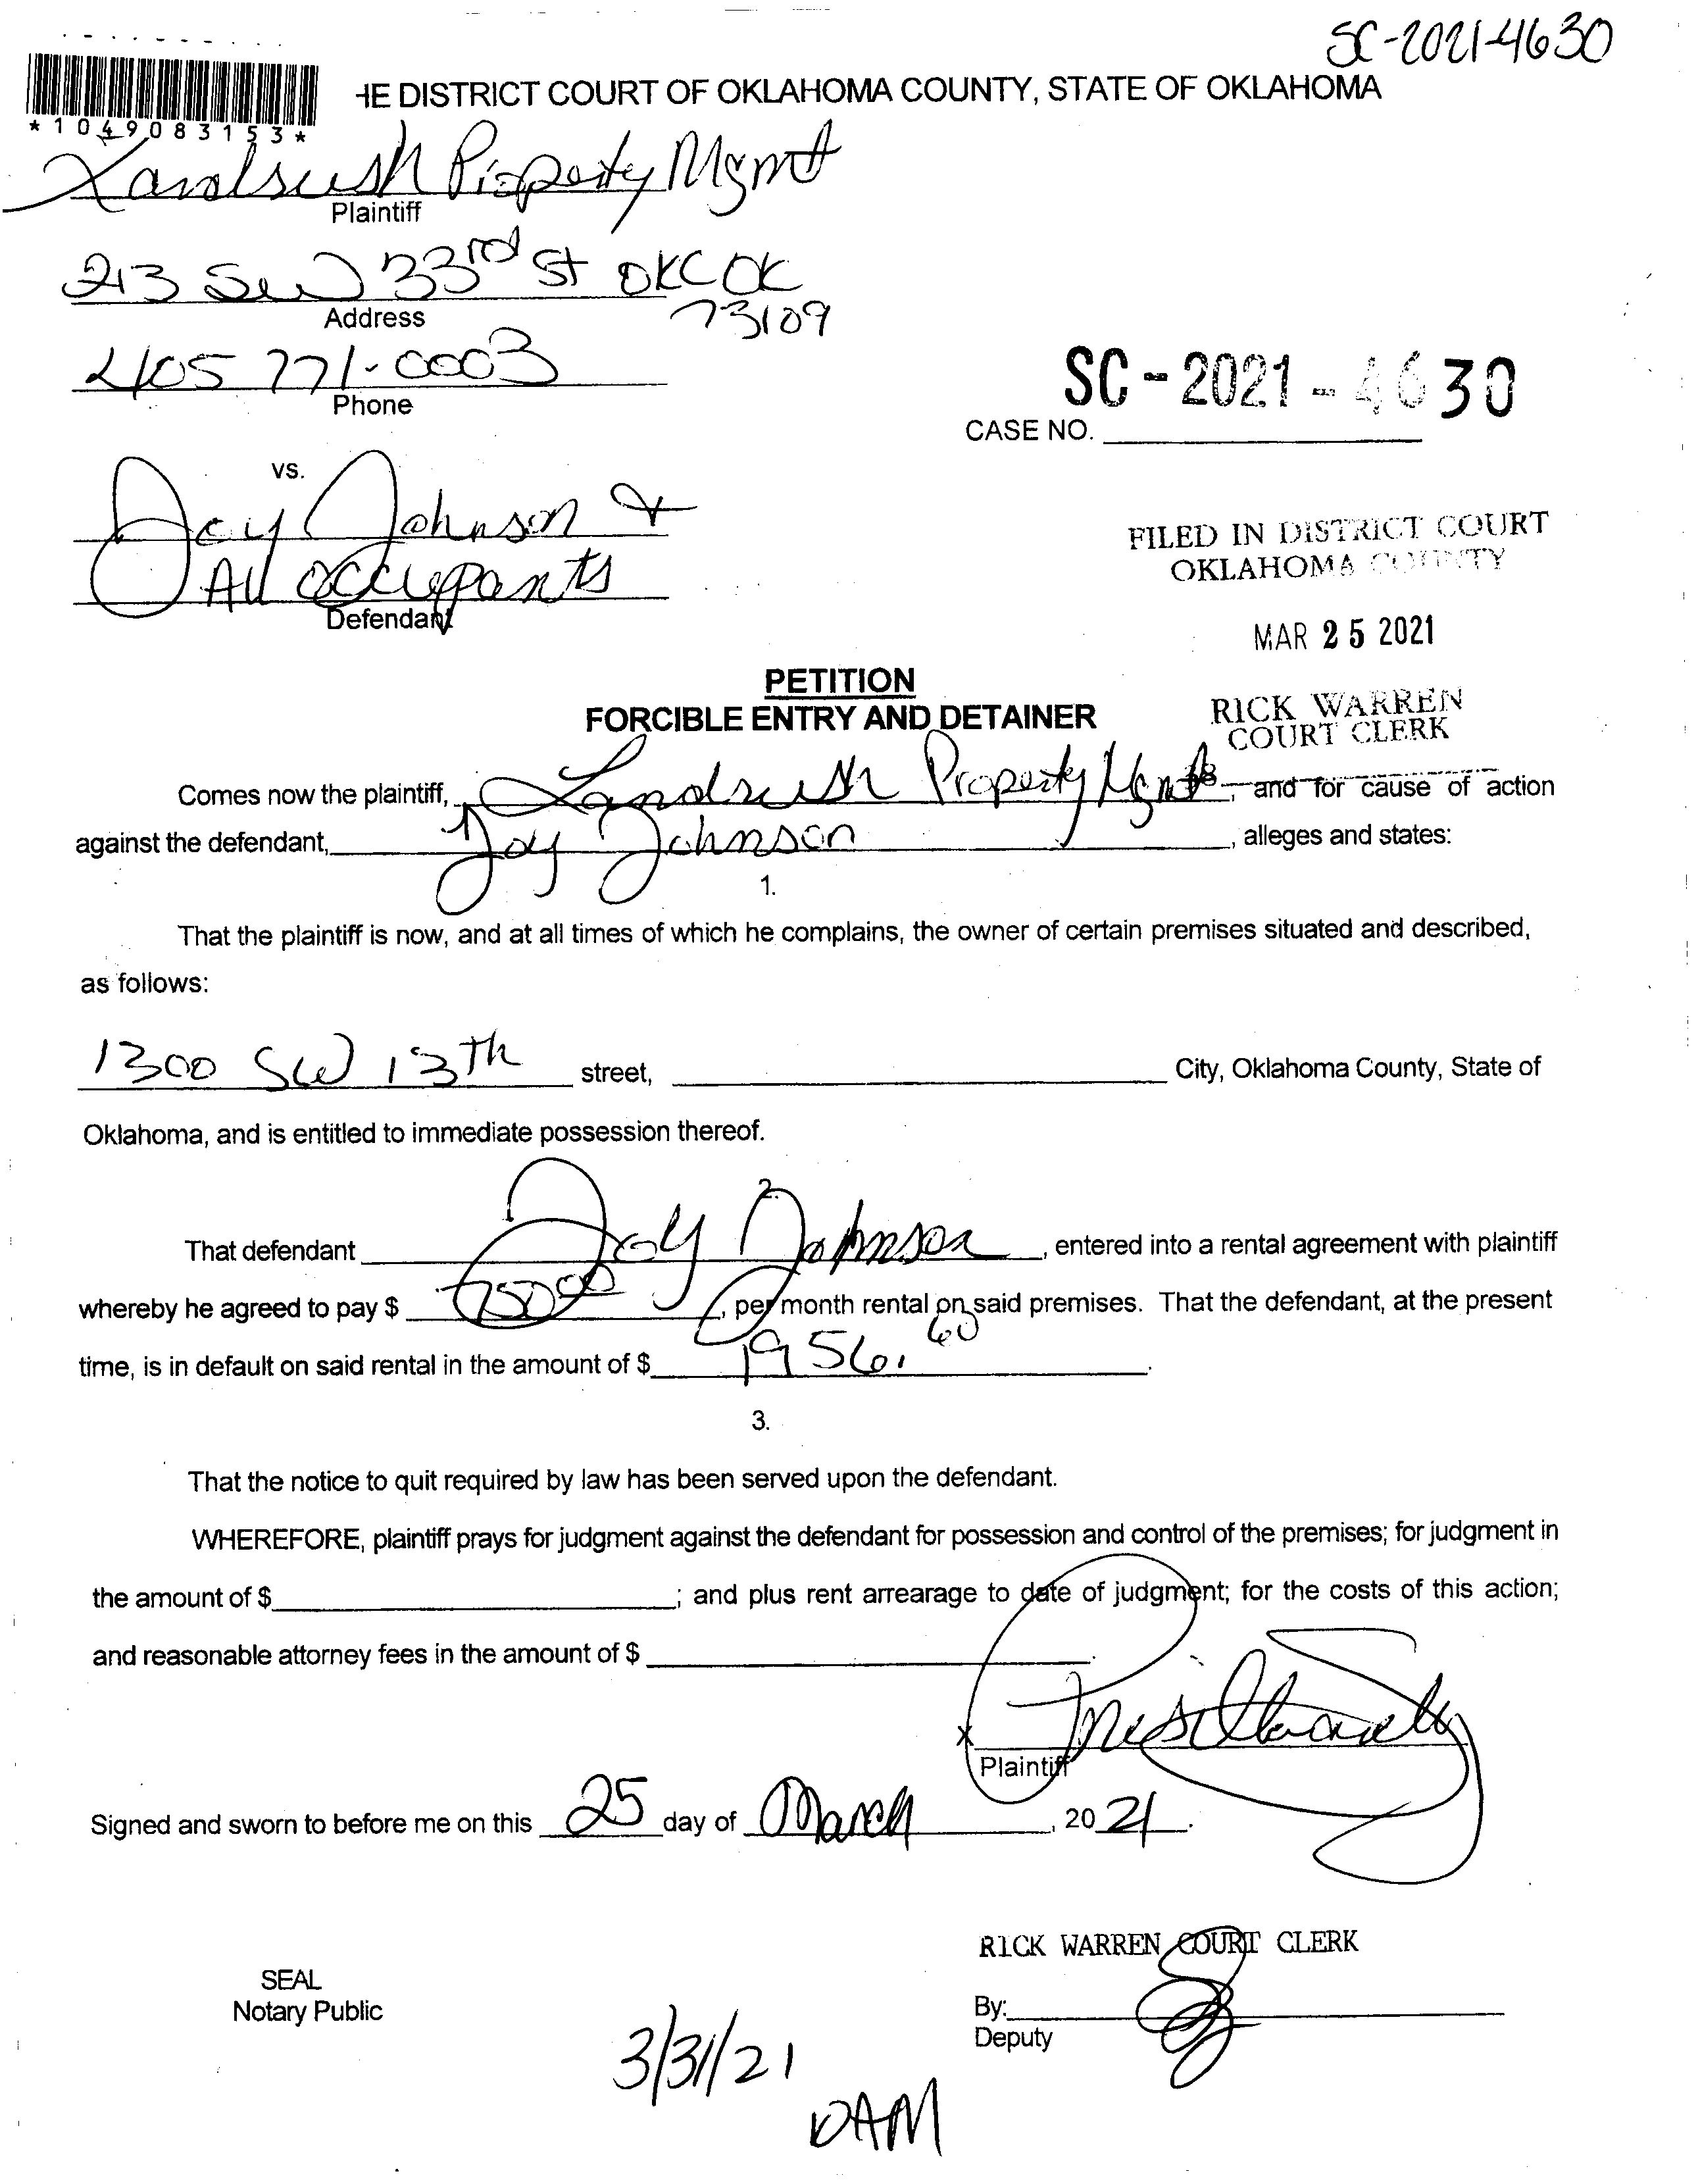 SC-2021-4630
HE DISTRICT COURT OF OKLAHOMA COUNTY, STATE OF OKLAHOMA
*1049083153*
Landrush Property Mgmt
Plaintiff
213 SW 33rd St OKC OK
73109
Address
405 771-0003
Phone
SC-2021-4630
CASE NO.
vs.
Joy Johnson &
All occupants
Defendant
FILED IN DISTRICT COURT
OKLAHOMA COUNTY
MAR 25 2021
PETITION
FORCIBLE ENTRY AND DETAINER
RICK WARREN
COURT CLERK
Comes now the plaintiff, Landrush Property Mgmt, and for cause of action
against the defendant, Joy Johnson, alleges and states:
1.
That the plaintiff is now, and at all times of which he complains, the owner of certain premises situated and described,
as follows:
1300 SW 13Th street, City, Oklahoma County, State of
Oklahoma, and is entitled to immediate possession thereof.
2.
That defendant Joy Johnson, entered into a rental agreement with plaintiff
whereby he agreed to pay $ 750 00, per month rental on said premises. That the defendant, at the present
time, is in default on said rental in the amount of $ 1956.60.
3.
That the notice to quit required by law has been served upon the defendant.
WHEREFORE, plaintiff prays for judgment against the defendant for possession and control of the premises; for judgment in
the amount of $ ; and plus rent arrearage to date of judgment; for the costs of this action;
and reasonable attorney fees in the amount of $ .
x
Plaintiff
Signed and sworn to before me on this 25 day of March, 2021.
RICK WARREN COURT CLERK
SEAL
Notary Public
By:
Deputy
3/31/21